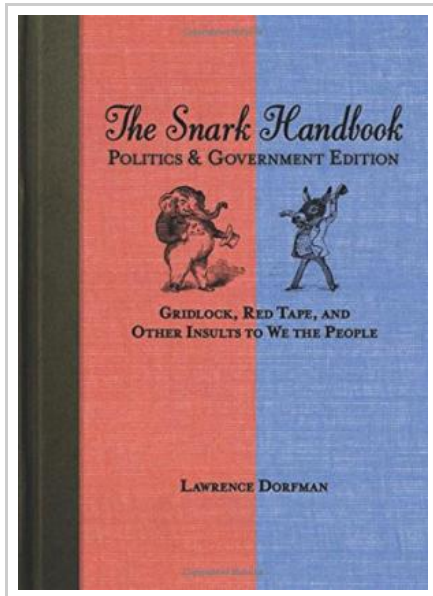 The Snark Handbook
POLITICS & GOVERNMENT EDITION
GRIDLOCK, RED TAPE, AND
OTHER INSULTS TO WE THE PEOPLE
LAWRENCE DORFMAN